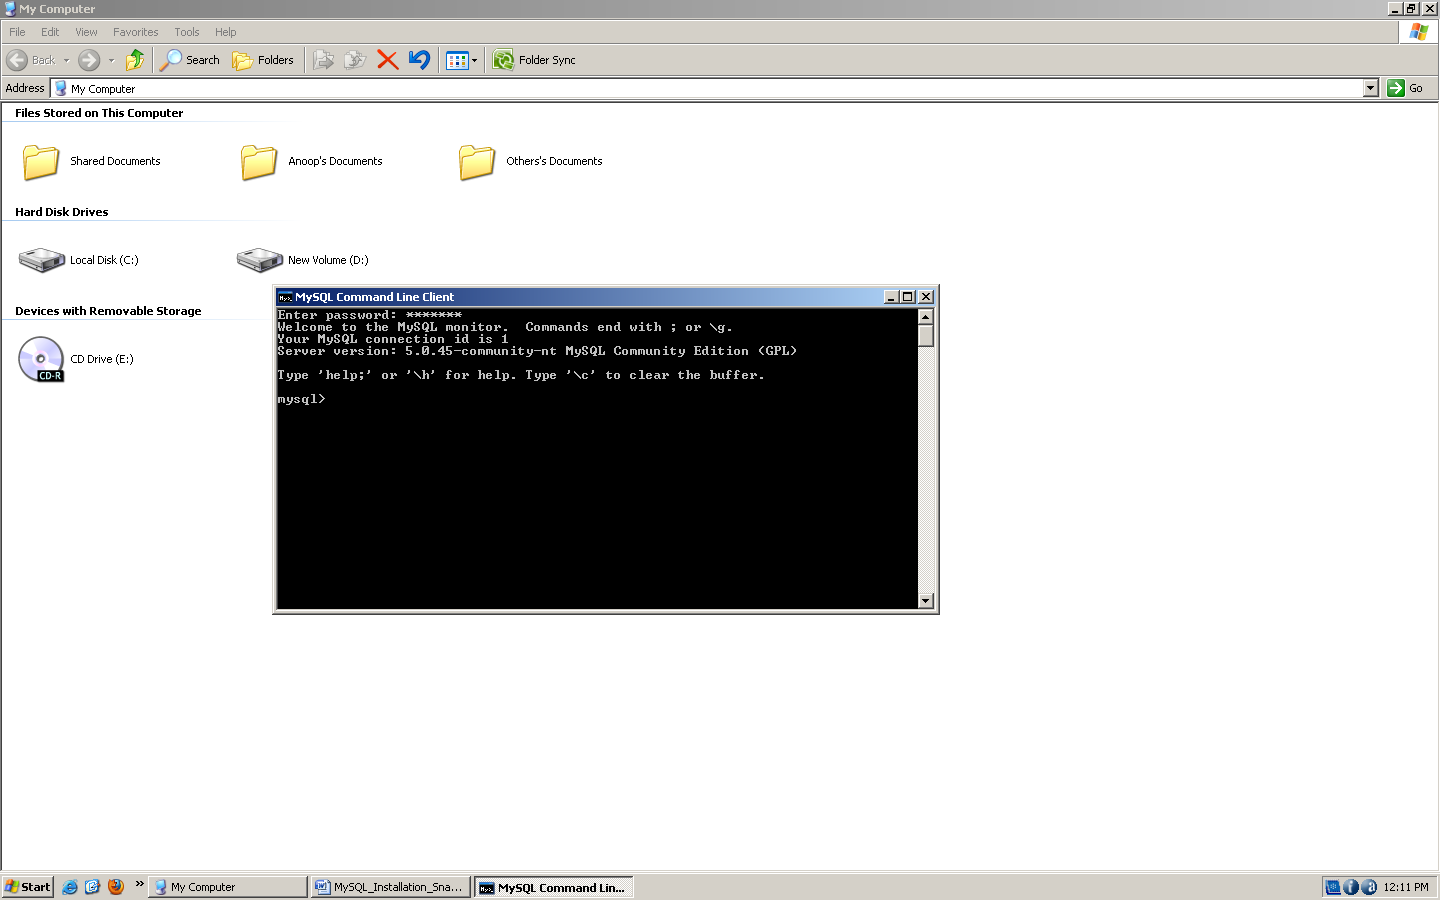 My Computer
File Edit View Favorites Tools Help
Back Search Folders Folder Sync
Address My Computer Go
Files Stored on This Computer
Shared Documents Anoop's Documents Others's Documents
Hard Disk Drives
Local Disk (C:) New Volume (D:)
Devices with Removable Storage
CD Drive (E:)
CD-R
MySQL Command Line Client
Enter password: *******
Welcome to the MySQL monitor.  Commands end with ; or \g.
Your MySQL connection id is 1
Server version: 5.0.45-community-nt MySQL Community Edition (GPL)
Type 'help;' or '\h' for help. Type '\c' to clear the buffer.
mysql>
Start » My Computer MySQL_Installation_Sna... MySQL Command Lin... 12:11 PM